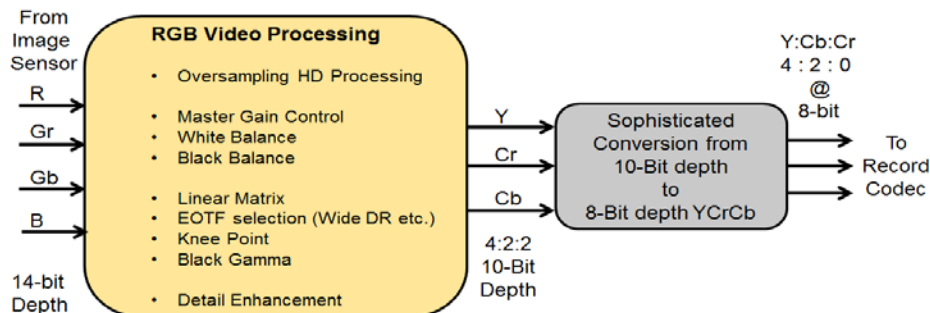 From
Image
Sensor
R
Gr
Gb
B
14-bit
Depth
RGB Video Processing
• Oversampling HD Processing
• Master Gain Control
• White Balance
• Black Balance
• Linear Matrix
• EOTF selection (Wide DR etc.)
• Knee Point
• Black Gamma
• Detail Enhancement
Y
Cr
Cb
4:2:2
10-Bit
Depth
Sophisticated
Conversion from
10-Bit depth
to
8-Bit depth YCrCb
Y:Cb:Cr
4 : 2 : 0
@
8-bit
To
Record
Codec